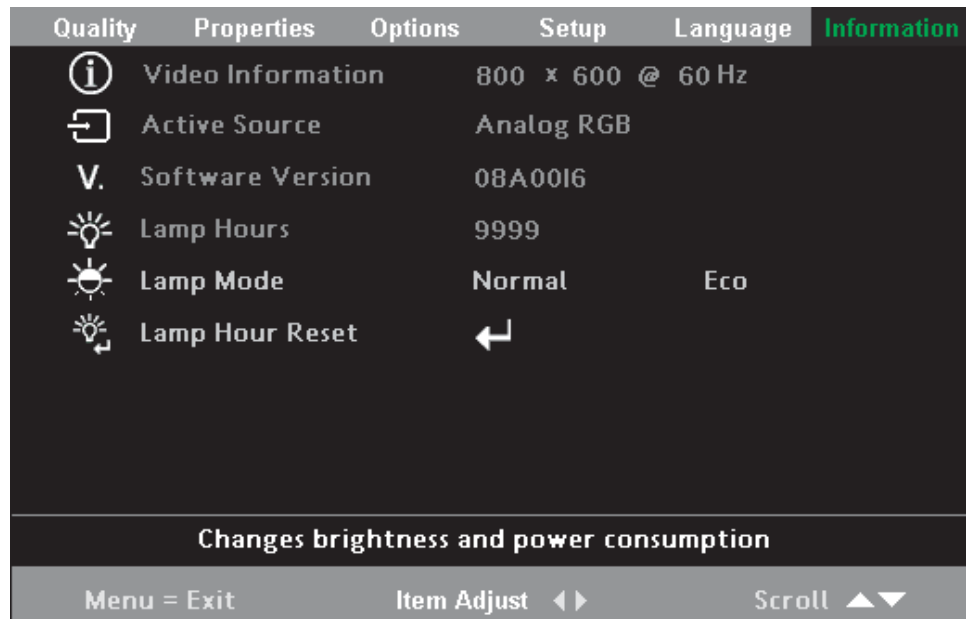 Quality Properties Options Setup Language Information
Video Information 800 × 600 @ 60 Hz
Active Source Analog RGB
V. Software Version 08A00I6
Lamp Hours 9999
Lamp Mode Normal Eco
Lamp Hour Reset
Changes brightness and power consumption
Menu = Exit Item Adjust Scroll